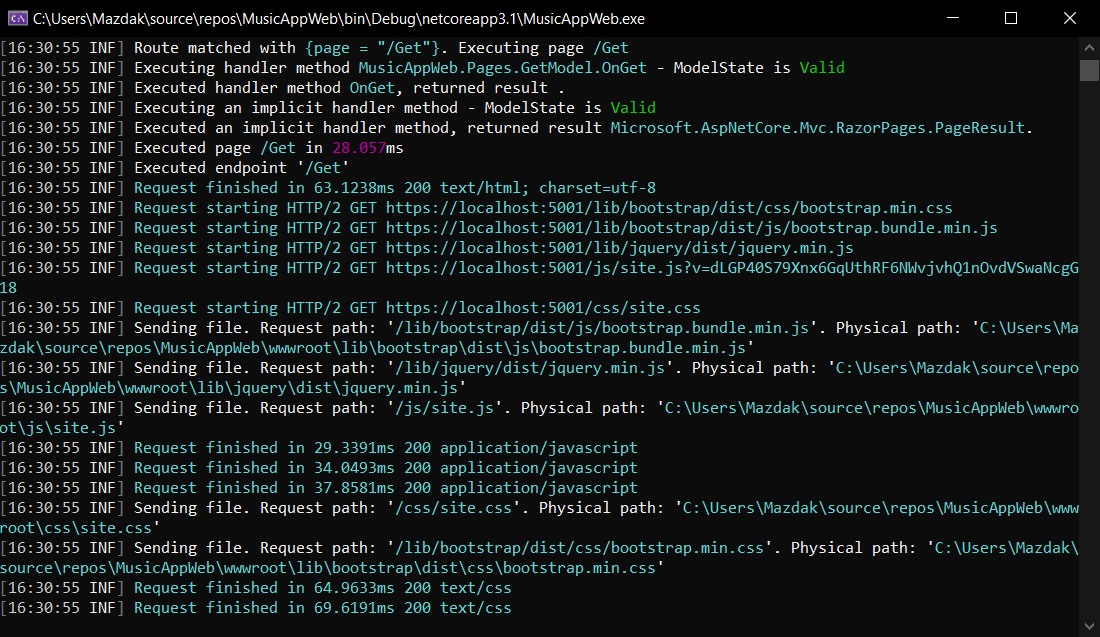 C:\Users\Mazdak\source\repos\MusicAppWeb\bin\Debug\netcoreapp3.1\MusicAppWeb.exe
[16:30:55 INF] Route matched with {page = "/Get"}. Executing page /Get
[16:30:55 INF] Executing handler method MusicAppWeb.Pages.GetModel.OnGet - ModelState is Valid
[16:30:55 INF] Executed handler method OnGet, returned result .
[16:30:55 INF] Executing an implicit handler method - ModelState is Valid
[16:30:55 INF] Executed an implicit handler method, returned result Microsoft.AspNetCore.Mvc.RazorPages.PageResult.
[16:30:55 INF] Executed page /Get in 28.057ms
[16:30:55 INF] Executed endpoint '/Get'
[16:30:55 INF] Request finished in 63.1238ms 200 text/html; charset=utf-8
[16:30:55 INF] Request starting HTTP/2 GET https://localhost:5001/lib/bootstrap/dist/css/bootstrap.min.css
[16:30:55 INF] Request starting HTTP/2 GET https://localhost:5001/lib/bootstrap/dist/js/bootstrap.bundle.min.js
[16:30:55 INF] Request starting HTTP/2 GET https://localhost:5001/lib/jquery/dist/jquery.min.js
[16:30:55 INF] Request starting HTTP/2 GET https://localhost:5001/js/site.js?v=dLGP40S79Xnx6GqUthRF6NWvjvhQ1nOvdVSwaNcgG
18
[16:30:55 INF] Request starting HTTP/2 GET https://localhost:5001/css/site.css
[16:30:55 INF] Sending file. Request path: '/lib/bootstrap/dist/js/bootstrap.bundle.min.js'. Physical path: 'C:\Users\Ma
zdak\source\repos\MusicAppWeb\wwwroot\lib\bootstrap\dist\js\bootstrap.bundle.min.js'
[16:30:55 INF] Sending file. Request path: '/lib/jquery/dist/jquery.min.js'. Physical path: 'C:\Users\Mazdak\source\repo
s\MusicAppWeb\wwwroot\lib\jquery\dist\jquery.min.js'
[16:30:55 INF] Sending file. Request path: '/js/site.js'. Physical path: 'C:\Users\Mazdak\source\repos\MusicAppWeb\wwwro
ot\js\site.js'
[16:30:55 INF] Request finished in 29.3391ms 200 application/javascript
[16:30:55 INF] Request finished in 34.0493ms 200 application/javascript
[16:30:55 INF] Request finished in 37.8581ms 200 application/javascript
[16:30:55 INF] Sending file. Request path: '/css/site.css'. Physical path: 'C:\Users\Mazdak\source\repos\MusicAppWeb\www
root\css\site.css'
[16:30:55 INF] Sending file. Request path: '/lib/bootstrap/dist/css/bootstrap.min.css'. Physical path: 'C:\Users\Mazdak\
source\repos\MusicAppWeb\wwwroot\lib\bootstrap\dist\css\bootstrap.min.css'
[16:30:55 INF] Request finished in 64.9633ms 200 text/css
[16:30:55 INF] Request finished in 69.6191ms 200 text/css